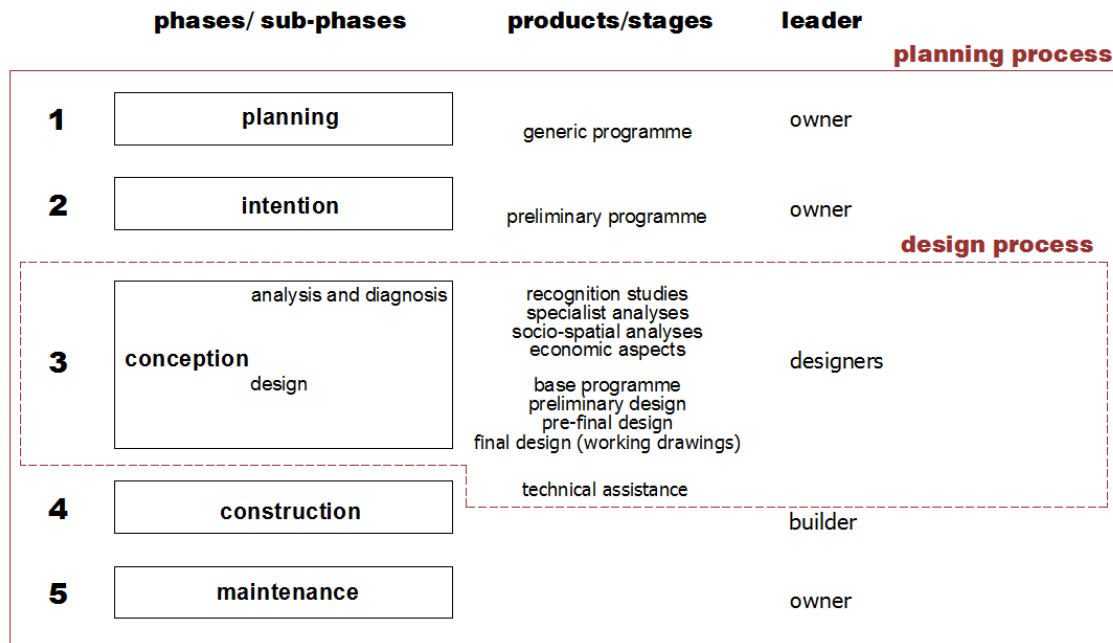 phases/ sub-phases products/stages leader
planning process
1 planning generic programme owner
2 intention preliminary programme owner
design process
analysis and diagnosis
recognition studies
specialist analyses
socio-spatial analyses
economic aspects
3 conception designers
design
base programme
preliminary design
pre-final design
final design (working drawings)
technical assistance
4 construction builder
5 maintenance owner